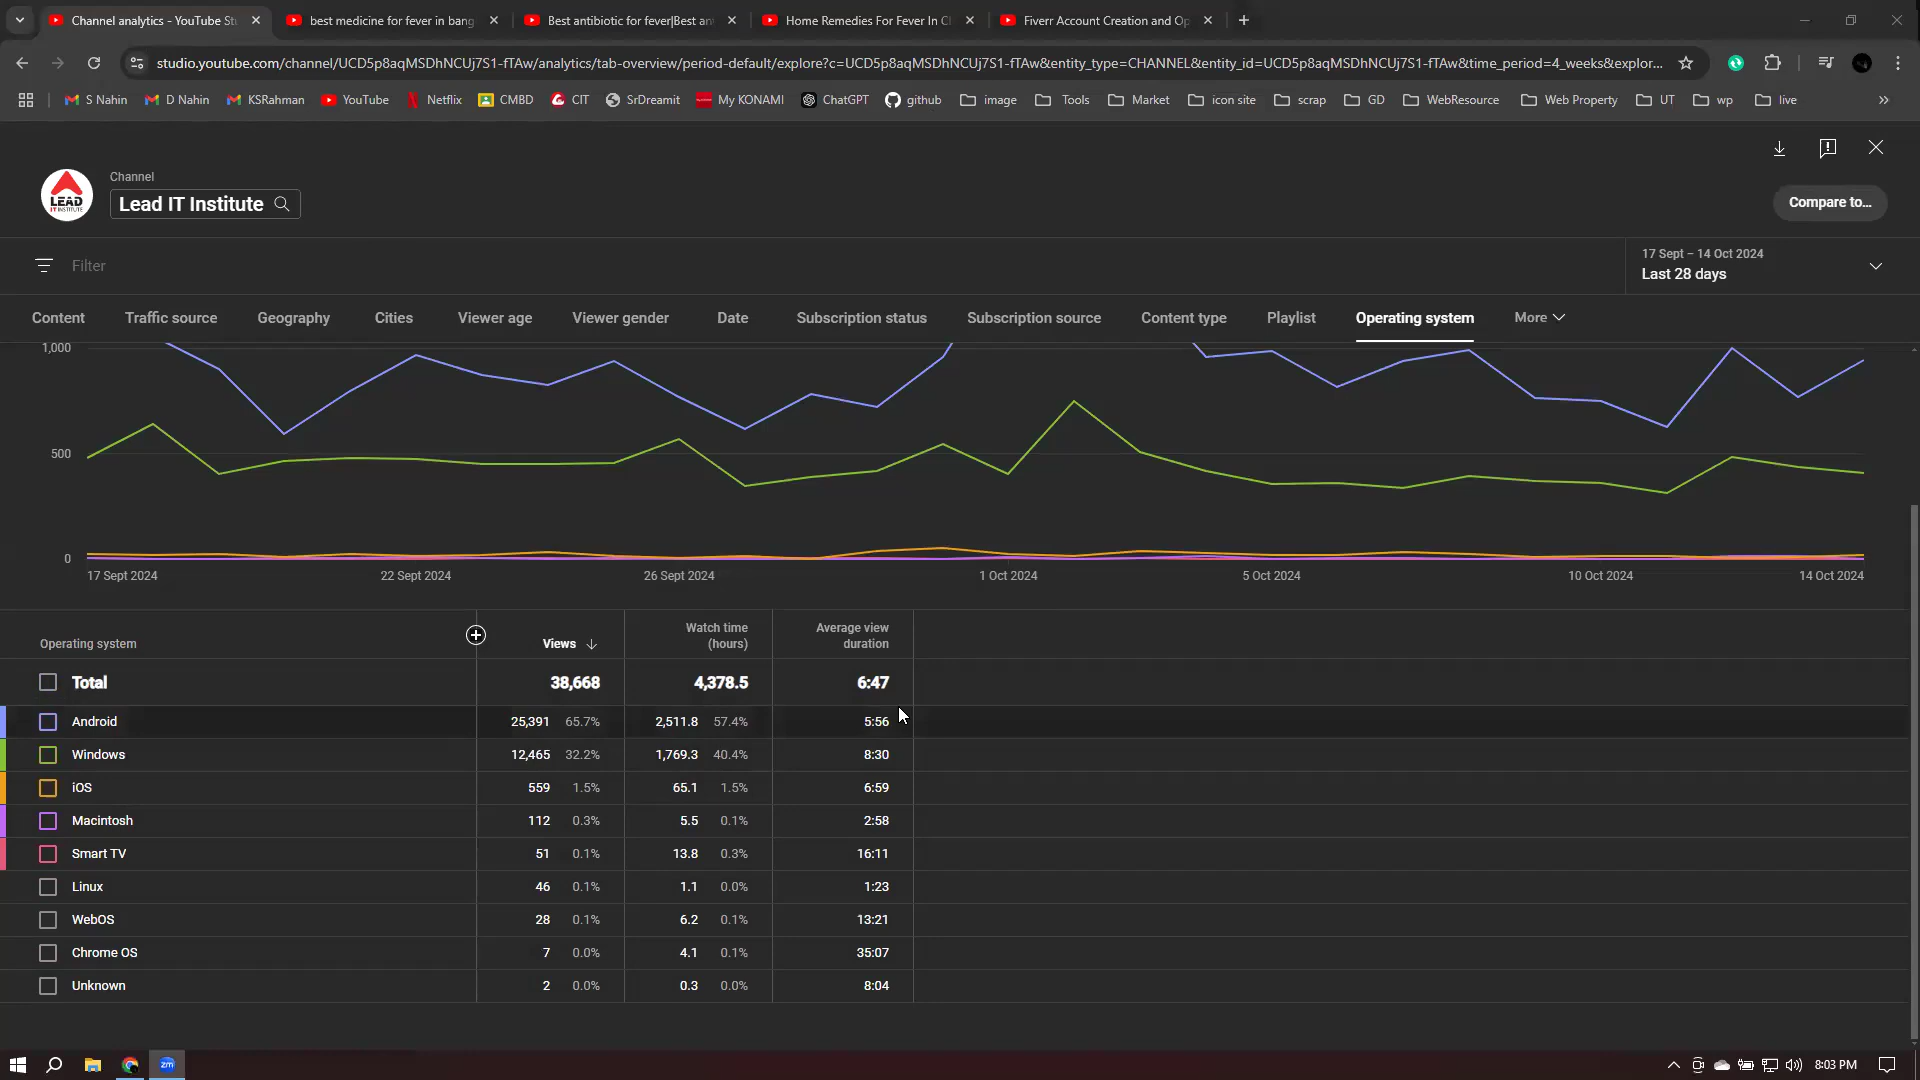 Channel analytics - YouTube St
best medicine for fever in bang
Best antibiotic for fever|Best an
Home Remedies For Fever In C
Fiverr Account Creation and Op
studio.youtube.com/channel/UCD5p8aqMSDhNCUj7S1-fTAw/analytics/tab-overview/period-default/explore?c=UCD5p8aqMSDhNCUj7S1-fTAw&entity_type=CHANNEL&entity_id=UCD5p8aqMSDhNCUj7S1-fTAw&time_period=4_weeks&explor...
S Nahin D Nahin KSRahman YouTube Netflix CMBD CIT SrDreamit My KONAMI ChatGPT github image Tools Market icon site scrap GD WebResource Web Property UT wp live
LEAD
IT INSTITUTE
Channel
Lead IT Institute
Compare to...
Filter
17 Sept – 14 Oct 2024
Last 28 days
Content Traffic source Geography Cities Viewer age Viewer gender Date Subscription status Subscription source Content type Playlist Operating system More
1,000
500
0
17 Sept 2024 22 Sept 2024 26 Sept 2024 1 Oct 2024 5 Oct 2024 10 Oct 2024 14 Oct 2024
Operating system Views Watch time (hours) Average view duration
Total 38,668 4,378.5 6:47
Android 25,391 65.7% 2,511.8 57.4% 5:56
Windows 12,465 32.2% 1,769.3 40.4% 8:30
iOS 559 1.5% 65.1 1.5% 6:59
Macintosh 112 0.3% 5.5 0.1% 2:58
Smart TV 51 0.1% 13.8 0.3% 16:11
Linux 46 0.1% 1.1 0.0% 1:23
WebOS 28 0.1% 6.2 0.1% 13:21
Chrome OS 7 0.0% 4.1 0.1% 35:07
Unknown 2 0.0% 0.3 0.0% 8:04
zm
8:03 PM